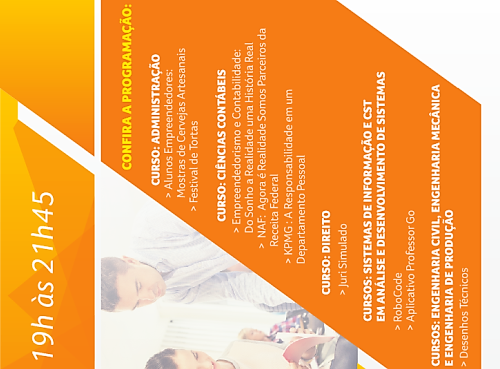 19h às 21h45
CONFIRA A PROGRAMAÇÃO:
CURSO: ADMINISTRAÇÃO
> Alunos Empreendedores:
Mostras de Cervejas Artesanais
> Festival de Tortas
CURSO: CIÊNCIAS CONTÁBEIS
> Empreendedorismo e Contabilidade:
Do Sonho a Realidade uma História Real
> NAF: Agora é Realidade Somos Parceiros da
Receita Federal
> KPMG : A Responsabilidade em um
Departamento Pessoal
CURSO: DIREITO
> Juri Simulado
CURSOS: SISTEMAS DE INFORMAÇÃO E CST
EM ANÁLISE E DESENVOLVIMENTO DE SISTEMAS
> RoboCode
> Aplicativo Professor Go
CURSOS: ENGENHARIA CIVIL, ENGENHARIA MECÂNICA
E ENGENHARIA DE PRODUÇÃO
> Desenhos Técnicos